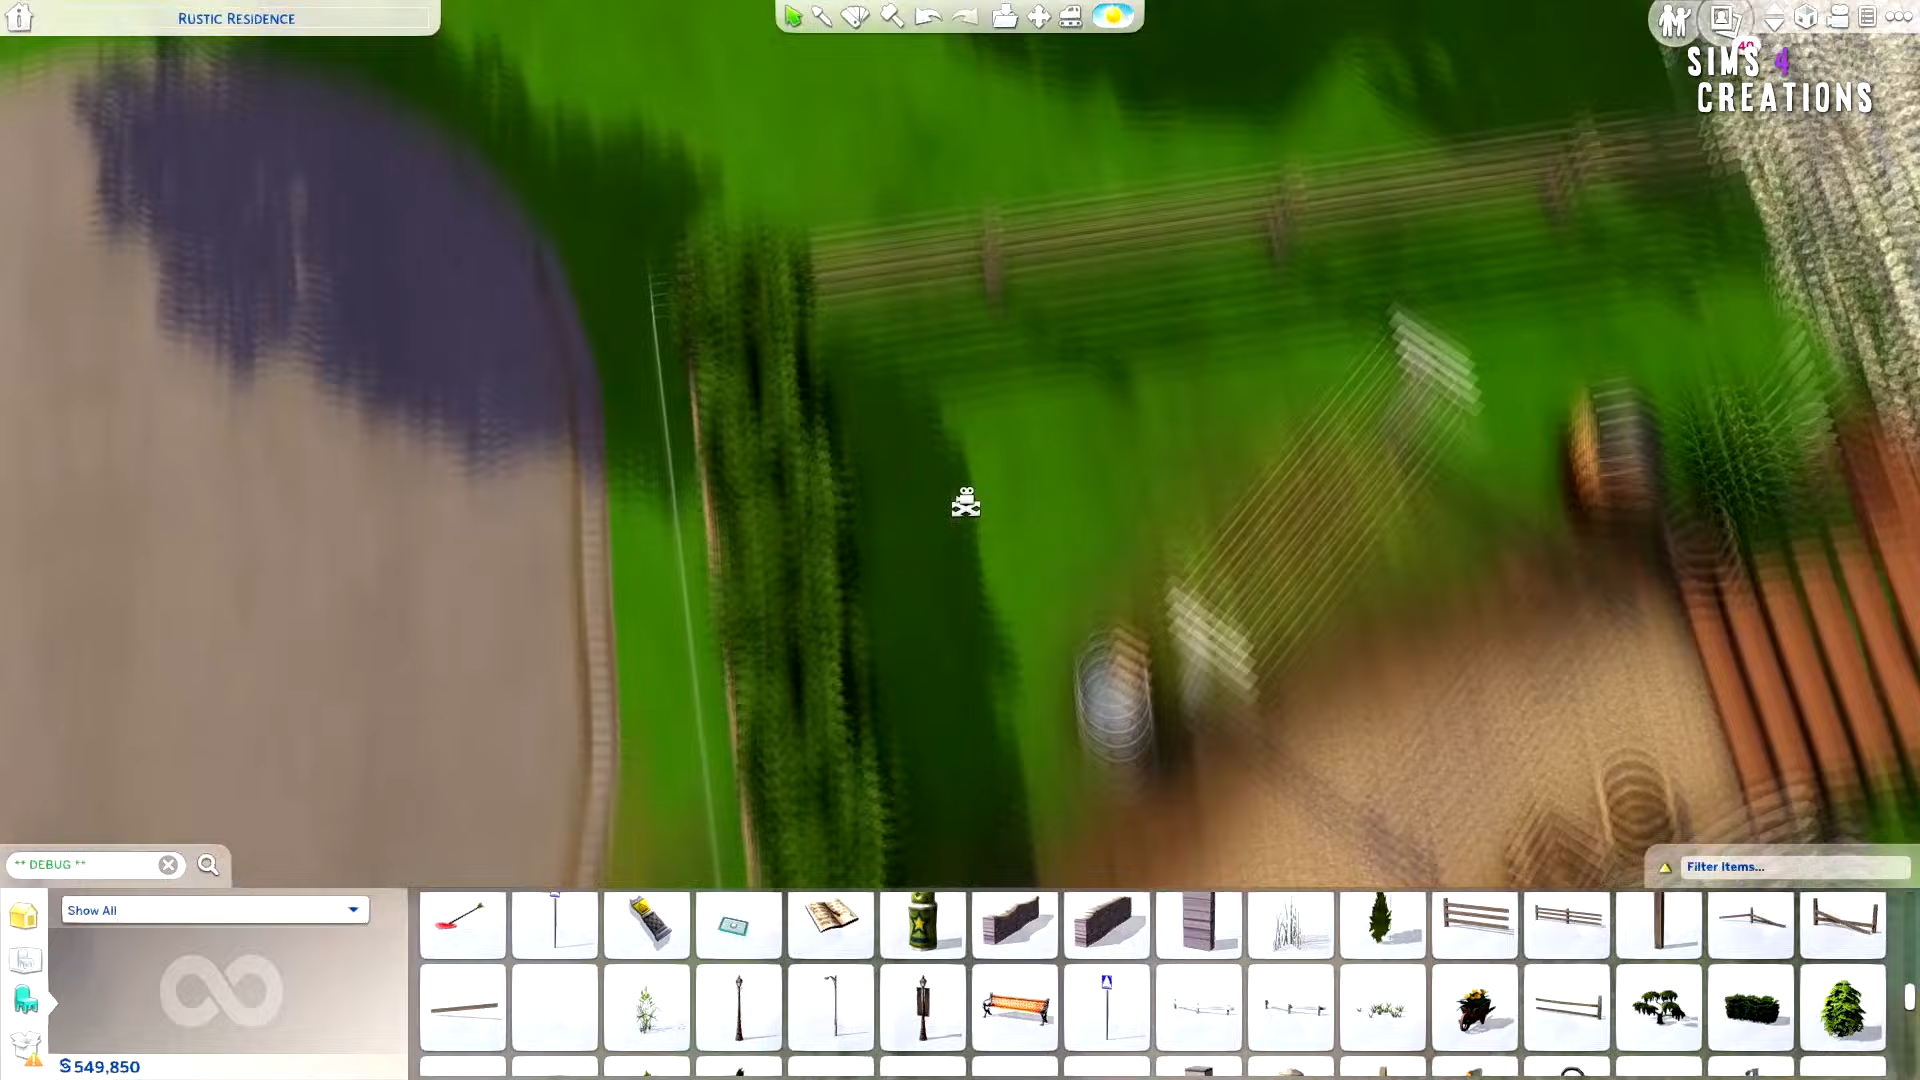 RUSTIC RESIDENCE
SIMS 4
CREATIONS
** DEBUG **
Filter Items...
Show All
§549,850